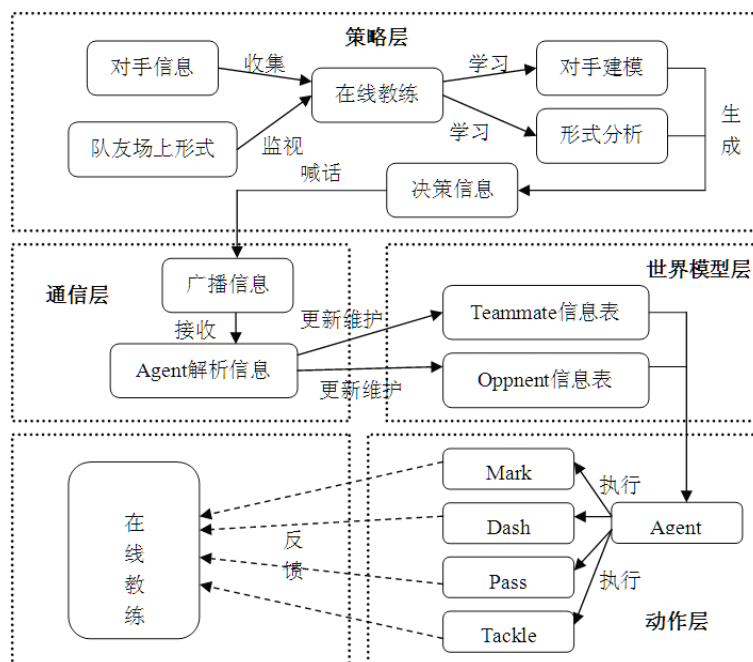 策略层
对手信息
收集
在线教练
学习
对手建模
队友场上形式
监视
学习
形式分析
生
成
喊话
决策信息
通信层
广播信息
接收
Agent解析信息
更新维护
更新维护
世界模型层
Teammate信息表
Oppnent信息表
在
线
教
练
反
馈
Mark
Dash
Pass
Tackle
执行
执行
Agent
动作层